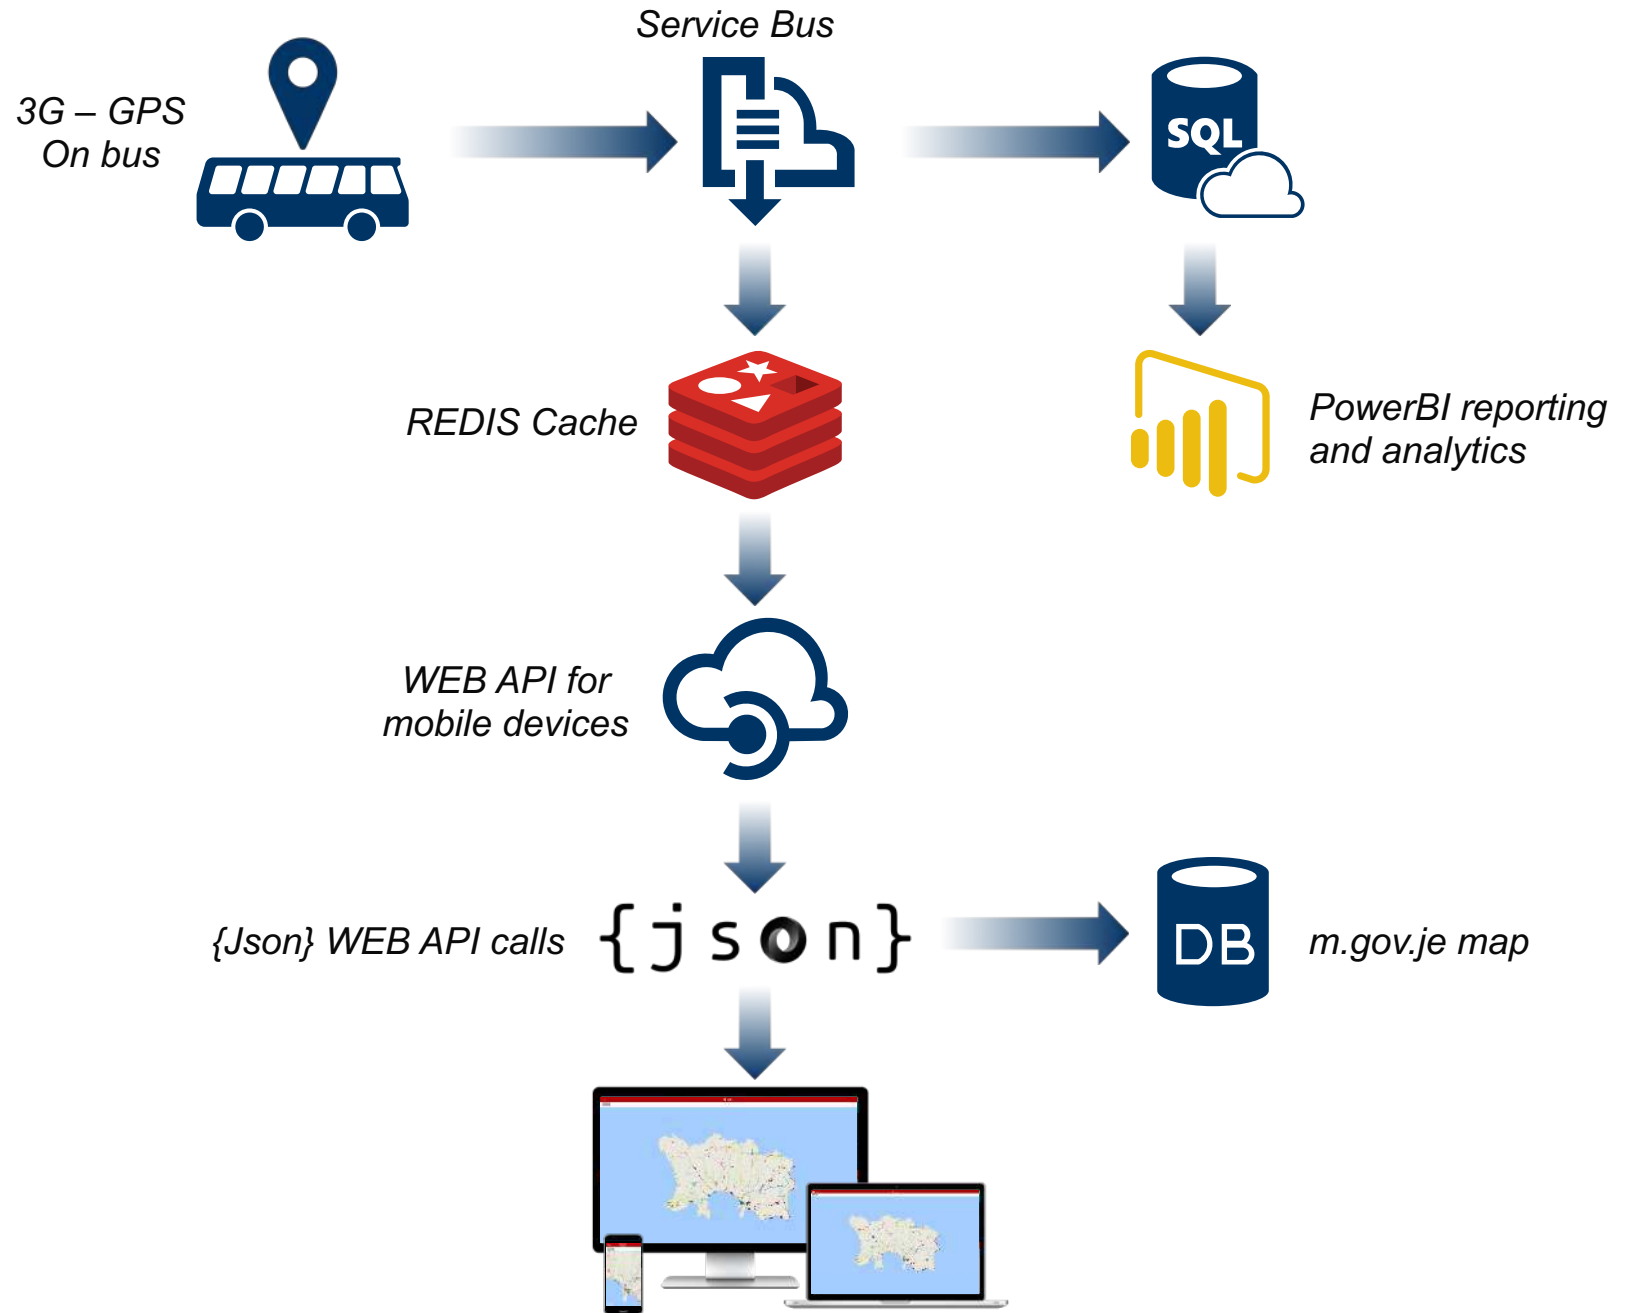 Service Bus
3G – GPS
On bus
SQL
REDIS Cache
PowerBI reporting
and analytics
WEB API for
mobile devices
{Json} WEB API calls
{json}
DB
m.gov.je map